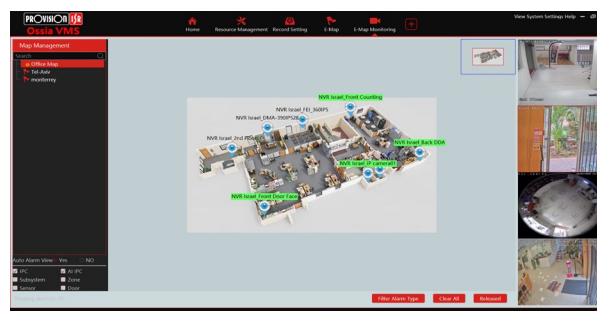 PROVISION ISR
Ossia VMS
Home
Resource Management
Record Setting
E-Map
E-Map Monitoring
View System Settings Help
Map Management
Search
Office Map
Tel-Aviv
monterrey
NVR Israel_Front Counting
NVR Israel_FEI_360IP5
NVR Israel_DMA-390IPS28
NVR Israel_2nd
NVR Israel_Back DDA
NVR Israel_IP camera01
NVR Israel_Front Door Face
Auto Alarm View
Yes
NO
IPC
AI IPC
Subsystem
Zone
Sensor
Door
Filter Alarm Type
Clear All
Released